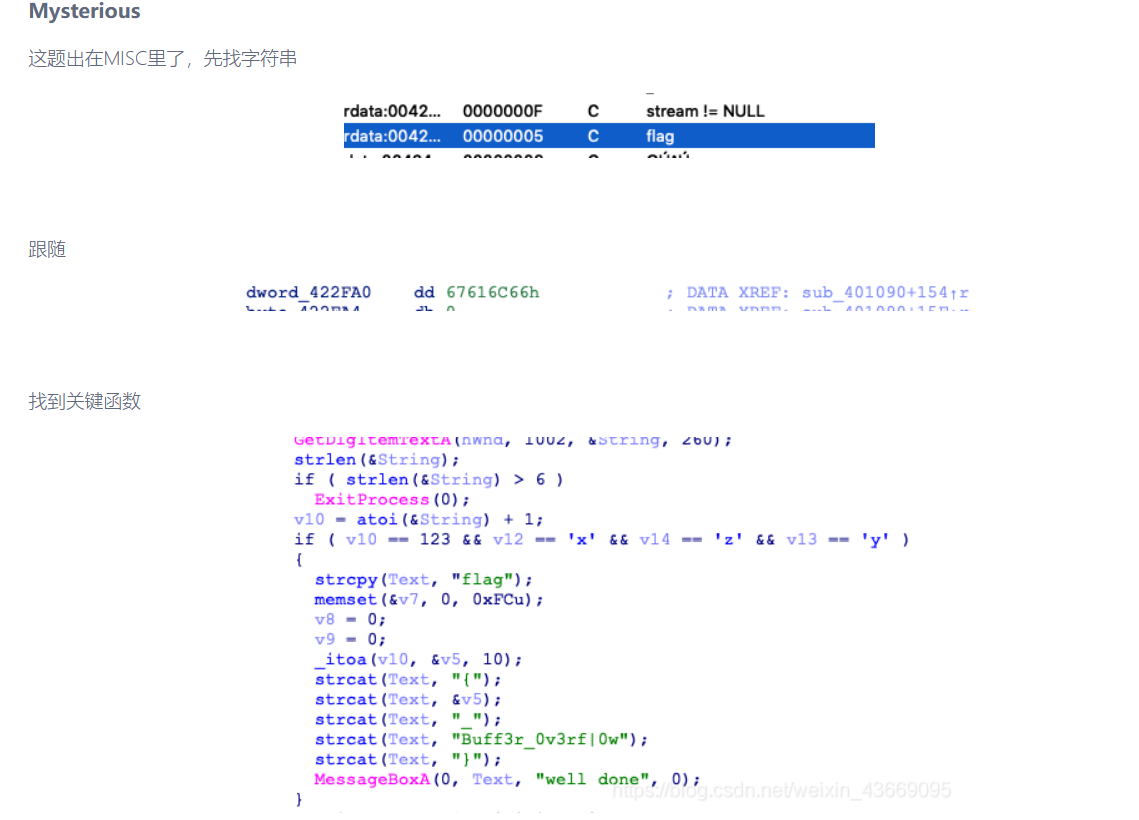 Mysterious
这题出在MISC里了，先找字符串
rdata:0042... 0000000F C stream != NULL
rdata:0042... 00000005 C flag
跟随
dword_422FA0 dd 67616C66h ; DATA XREF: sub_401090+154↑r
找到关键函数
GetDlgItemTextA(hWnd, 1002, &String, 260);
strlen(&String);
if ( strlen(&String) > 6 )
ExitProcess(0);
v10 = atoi(&String) + 1;
if ( v10 == 123 && v12 == 'x' && v14 == 'z' && v13 == 'y' )
{
strcpy(Text, "flag");
memset(&v7, 0, 0xFCu);
v8 = 0;
v9 = 0;
_itoa(v10, &v5, 10);
strcat(Text, "{");
strcat(Text, &v5);
strcat(Text, "_");
strcat(Text, "Buff3r_0v3rf|0w");
strcat(Text, "}");
MessageBoxA(0, Text, "well done", 0);
}
https://blog.csdn.net/weixin_43669095